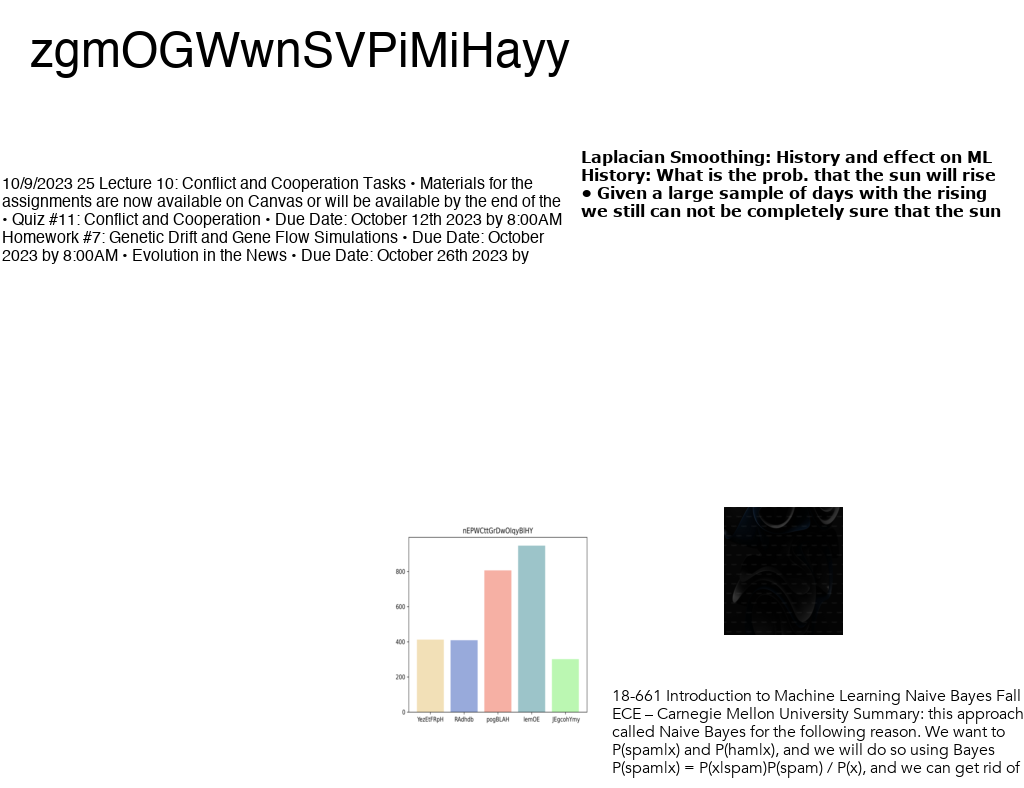 zgmOGWwnSVPiMiHayy
10/9/2023 25 Lecture 10: Conflict and Cooperation Tasks • Materials for the
assignments are now available on Canvas or will be available by the end of the
• Quiz #11: Conflict and Cooperation • Due Date: October 12th 2023 by 8:00AM
Homework #7: Genetic Drift and Gene Flow Simulations • Due Date: October
2023 by 8:00AM • Evolution in the News • Due Date: October 26th 2023 by
Laplacian Smoothing: History and effect on ML
History: What is the prob. that the sun will rise
• Given a large sample of days with the rising
we still can not be completely sure that the sun
800
600
400
200
0
YezEtFRpH RAdhdb pogBLAH
18-661 Introduction to Machine Learning Naive Bayes Fall
ECE – Carnegie Mellon University Summary: this approach
called Naive Bayes for the following reason. We want to
P(spam|x) and P(ham|x), and we will do so using Bayes
P(spam|x) = P(x|spam)P(spam) / P(x), and we can get rid of